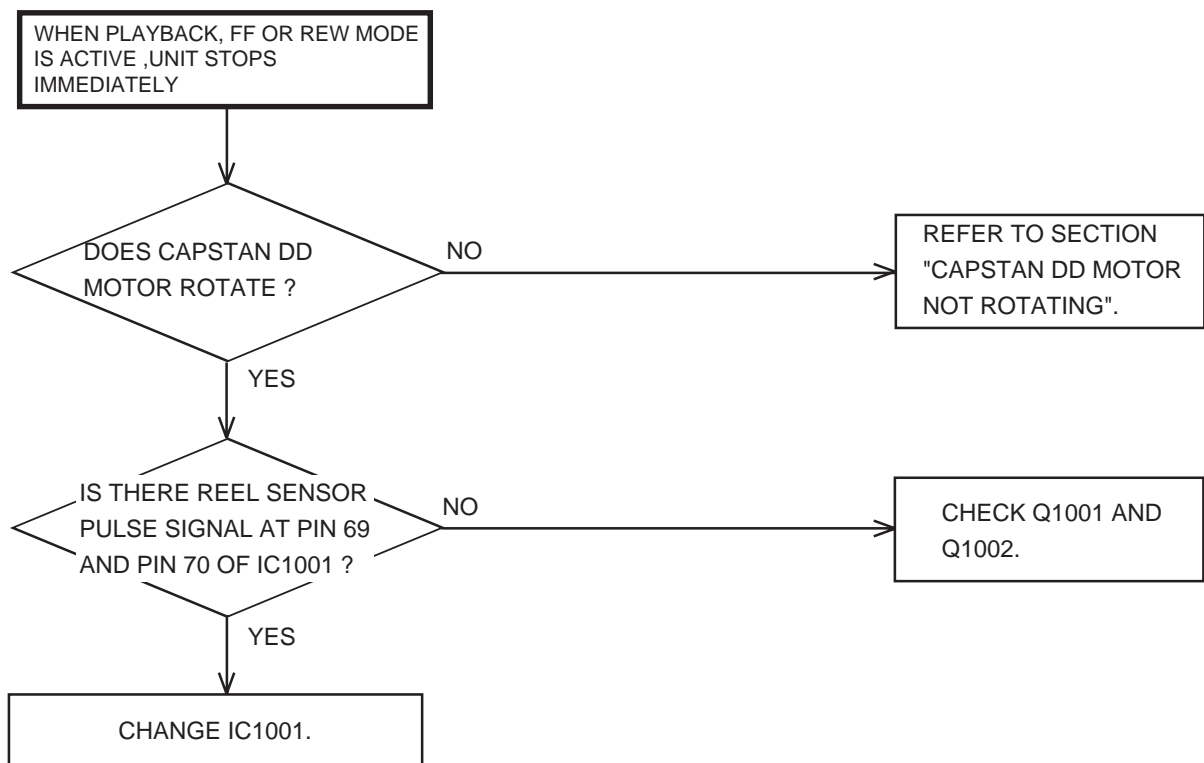 WHEN PLAYBACK, FF OR REW MODE
IS ACTIVE ,UNIT STOPS
IMMEDIATELY
DOES CAPSTAN DD
MOTOR ROTATE ?
NO
REFER TO SECTION
"CAPSTAN DD MOTOR
NOT ROTATING".
YES
IS THERE REEL SENSOR
PULSE SIGNAL AT PIN 69
AND PIN 70 OF IC1001 ?
NO
CHECK Q1001 AND
Q1002.
YES
CHANGE IC1001.